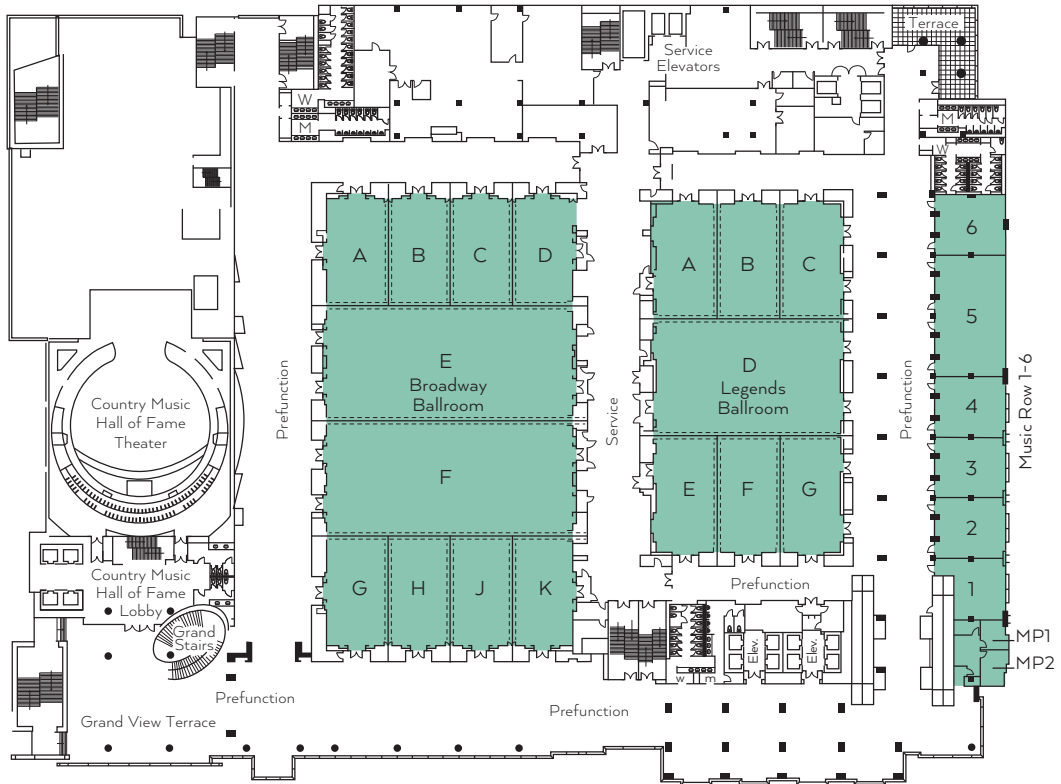 Terrace
Service
Elevators
W
M
M
W
A
B
C
D
A
B
C
6
5
4
3
2
1
Music Row 1-6
MP1
MP2
E
Broadway
Ballroom
F
G
H
J
K
D
Legends
Ballroom
E
F
G
Prefunction
Service
Prefunction
Country Music
Hall of Fame
Theater
Country Music
Hall of Fame
Lobby
Grand
Stairs
Prefunction
Elev.
Elev.
w
m
Prefunction
Prefunction
Grand View Terrace